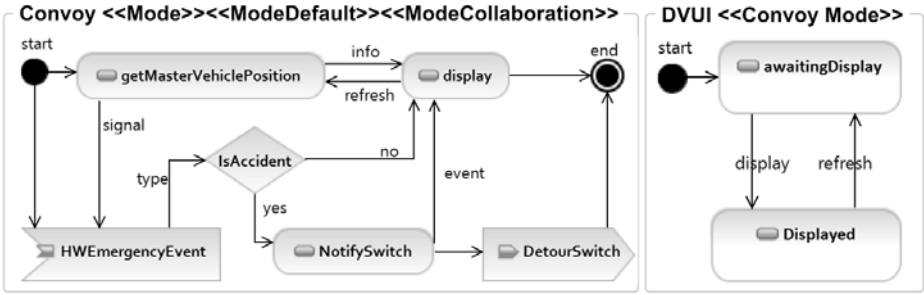 Convoy <<Mode>><<ModeDefault>><<ModeCollaboration>>
start
getMasterVehiclePosition
info
refresh
display
end
signal
type
IsAccident
no
yes
event
HWEmergencyEvent
NotifySwitch
DetourSwitch
DVUI <<Convoy Mode>>
start
awaitingDisplay
display
refresh
Displayed